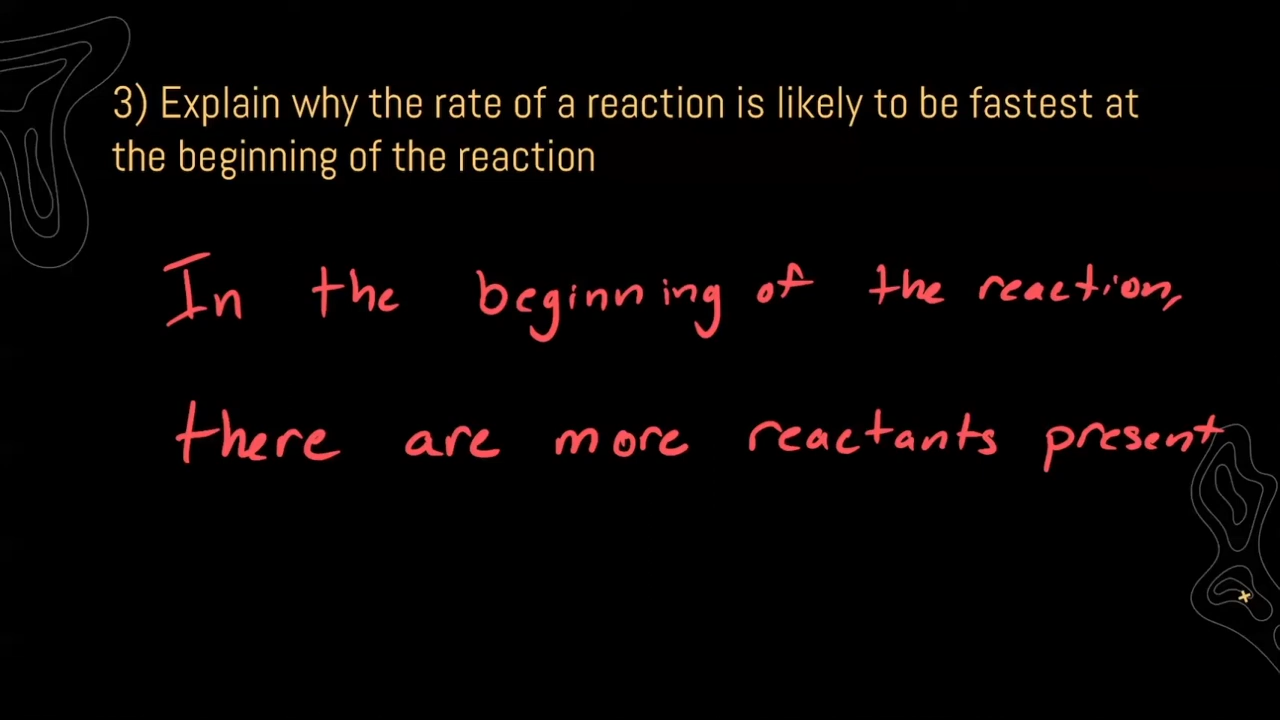 3) Explain why the rate of a reaction is likely to be fastest at
the beginning of the reaction
In the beginning of the reaction,
there are more reactants present